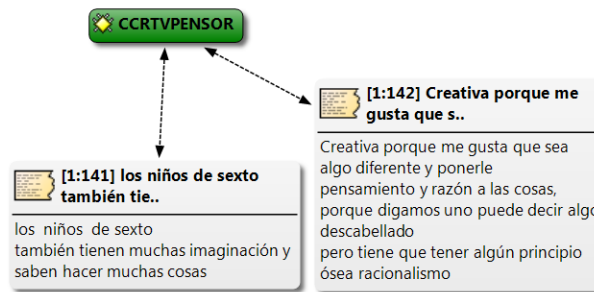 CCRTVPENSOR
[1:142] Creativa porque me
gusta que s..
Creativa porque me gusta que sea
algo diferente y ponerle
pensamiento y razón a las cosas,
porque digamos uno puede decir algo
descabellado
pero tiene que tener algún principio
ósea racionalismo
[1:141] los niños de sexto
también tie..
los niños de sexto
también tienen muchas imaginación y
saben hacer muchas cosas